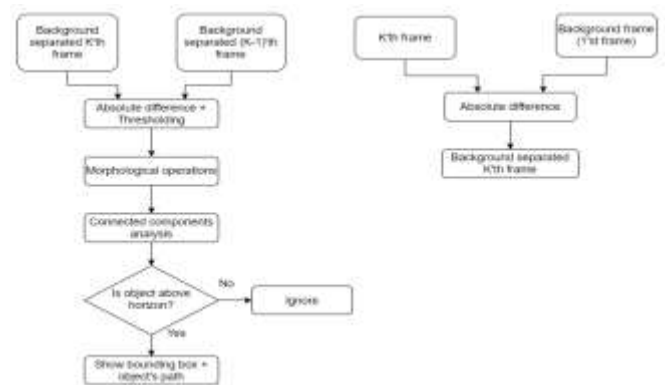 Background
separated K'th
frame
Background
separated (K-1)'th
frame
Absolute difference +
Thresholding
Morphological operations
Connected components
analysis
Is object above
horizon?
No
Ignore
Yes
Show bounding box +
object's path
K'th frame
Background frame
(1'st frame)
Absolute difference
Background separated
K'th frame